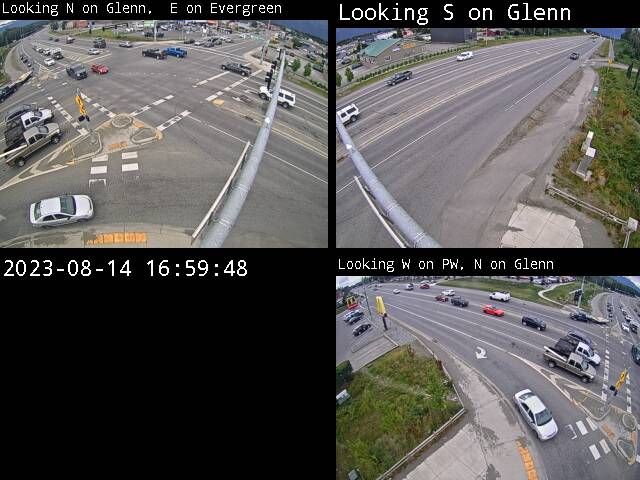 Looking N on Glenn, E on Evergreen
Looking S on Glenn
2023-08-14 16:59:48
Looking W on PW, N on Glenn